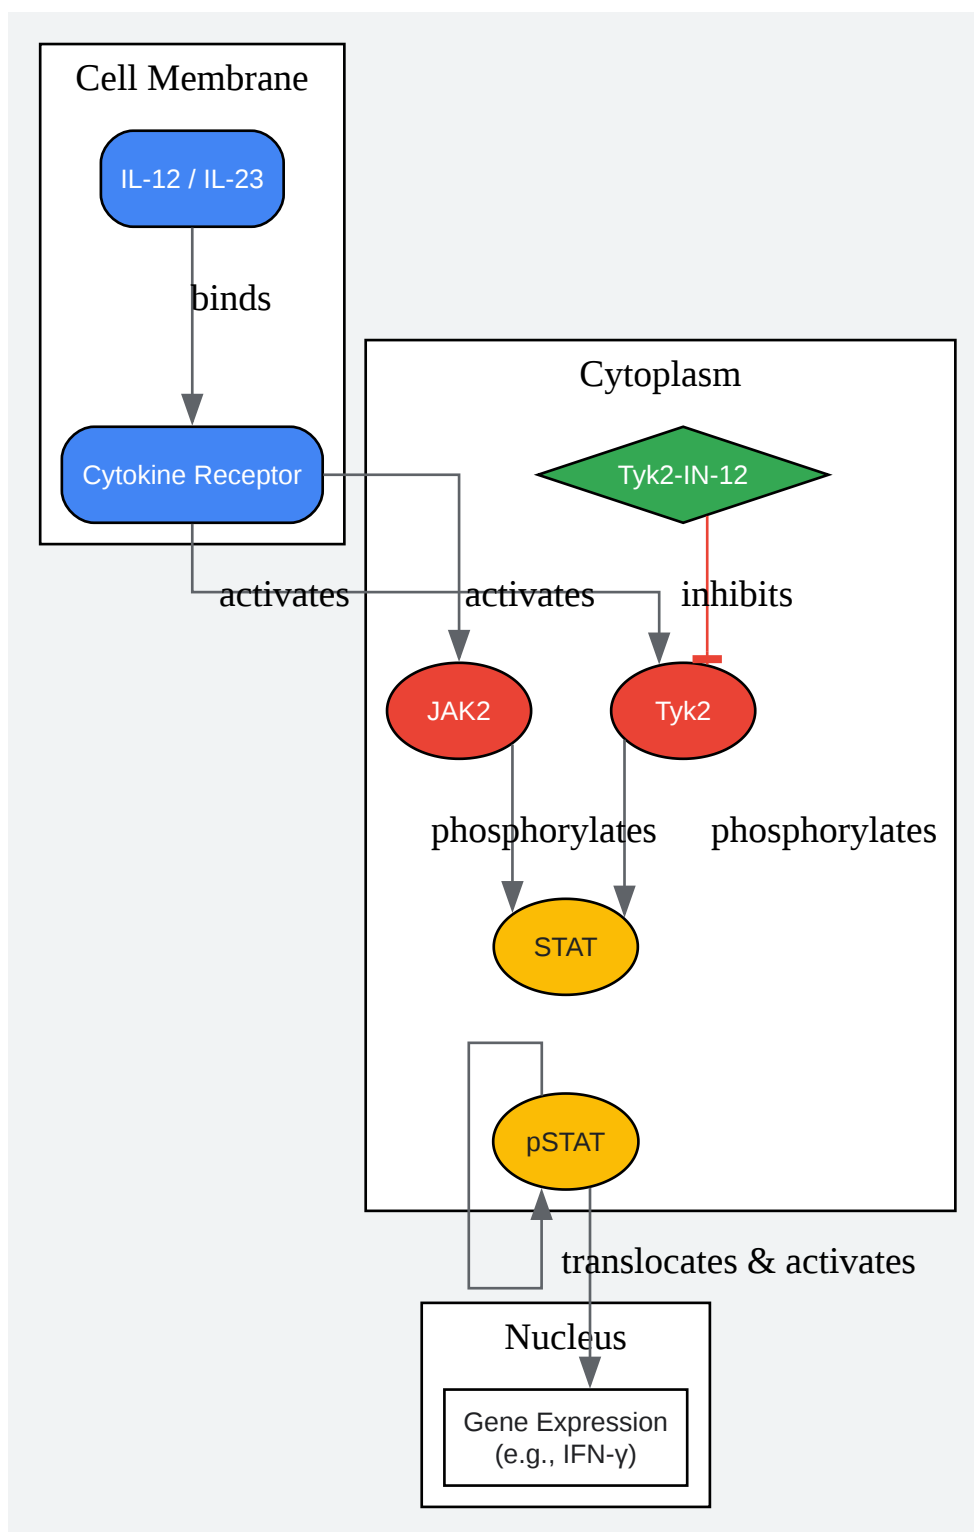 Cell Membrane
IL-12 / IL-23
binds
Cytoplasm
Cytokine Receptor
Tyk2-IN-12
activates
activates
inhibits
JAK2
Tyk2
phosphorylates
phosphorylates
STAT
pSTAT
translocates & activates
Nucleus
Gene Expression
(e.g., IFN-γ)